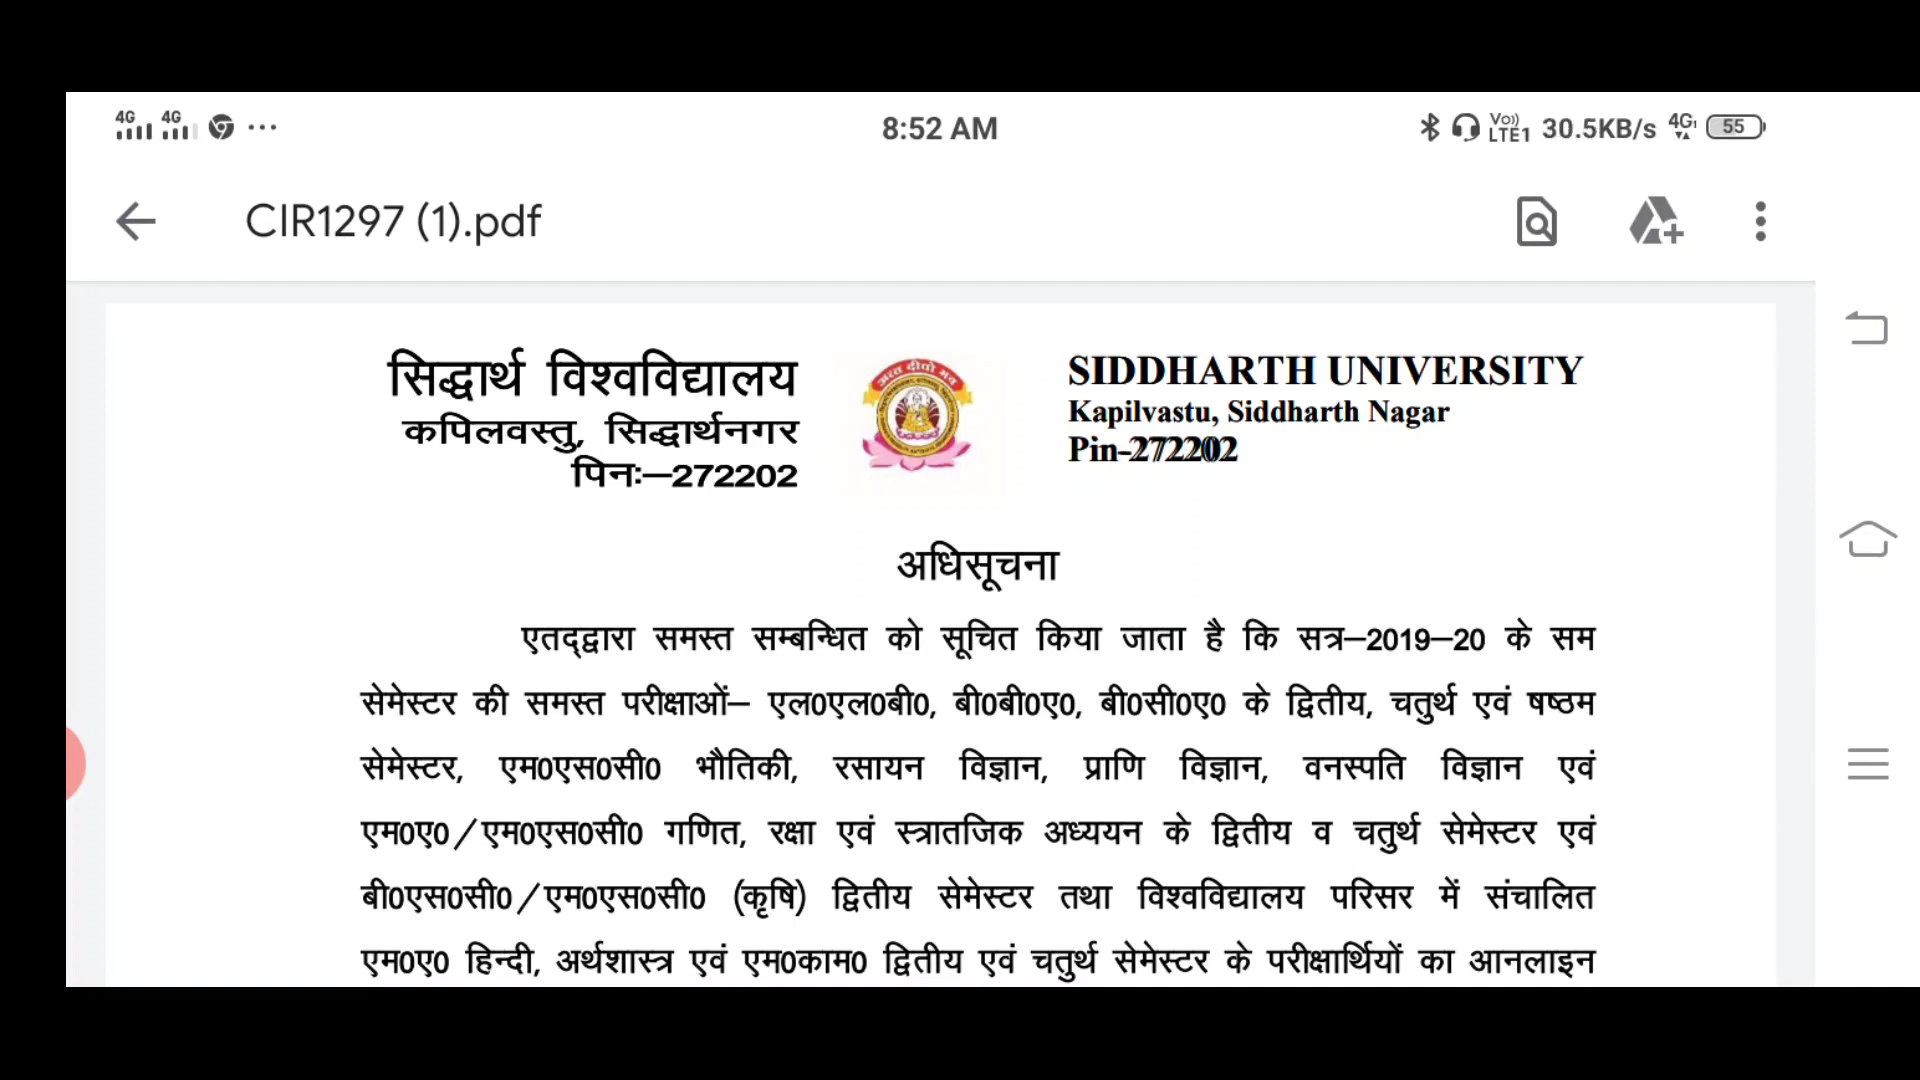 4G 4G ... 8:52 AM Vo)) LTE1 30.5KB/s 4G 55
CIR1297 (1).pdf
सिद्धार्थ विश्वविद्यालय
कपिलवस्तु, सिद्धार्थनगर
पिनः–272202
अत्त दीवो भव
SIDDHARTH UNIVERSITY
Kapilvastu, Siddharth Nagar
Pin-272202
अधिसूचना
एतद्द्वारा समस्त सम्बन्धित को सूचित किया जाता है कि सत्र–2019–20 के सम
सेमेस्टर की समस्त परीक्षाओं– एल0एल0बी0, बी0बी0ए0, बी0सी0ए0 के द्वितीय, चतुर्थ एवं षष्ठम
सेमेस्टर, एम0एस0सी0 भौतिकी, रसायन विज्ञान, प्राणि विज्ञान, वनस्पति विज्ञान एवं
एम0ए0/एम0एस0सी0 गणित, रक्षा एवं स्त्रातजिक अध्ययन के द्वितीय व चतुर्थ सेमेस्टर एवं
बी0एस0सी0/एम0एस0सी0 (कृषि) द्वितीय सेमेस्टर तथा विश्वविद्यालय परिसर में संचालित
एम0ए0 हिन्दी, अर्थशास्त्र एवं एम0काम0 द्वितीय एवं चतुर्थ सेमेस्टर के परीक्षार्थियों का आनलाइन